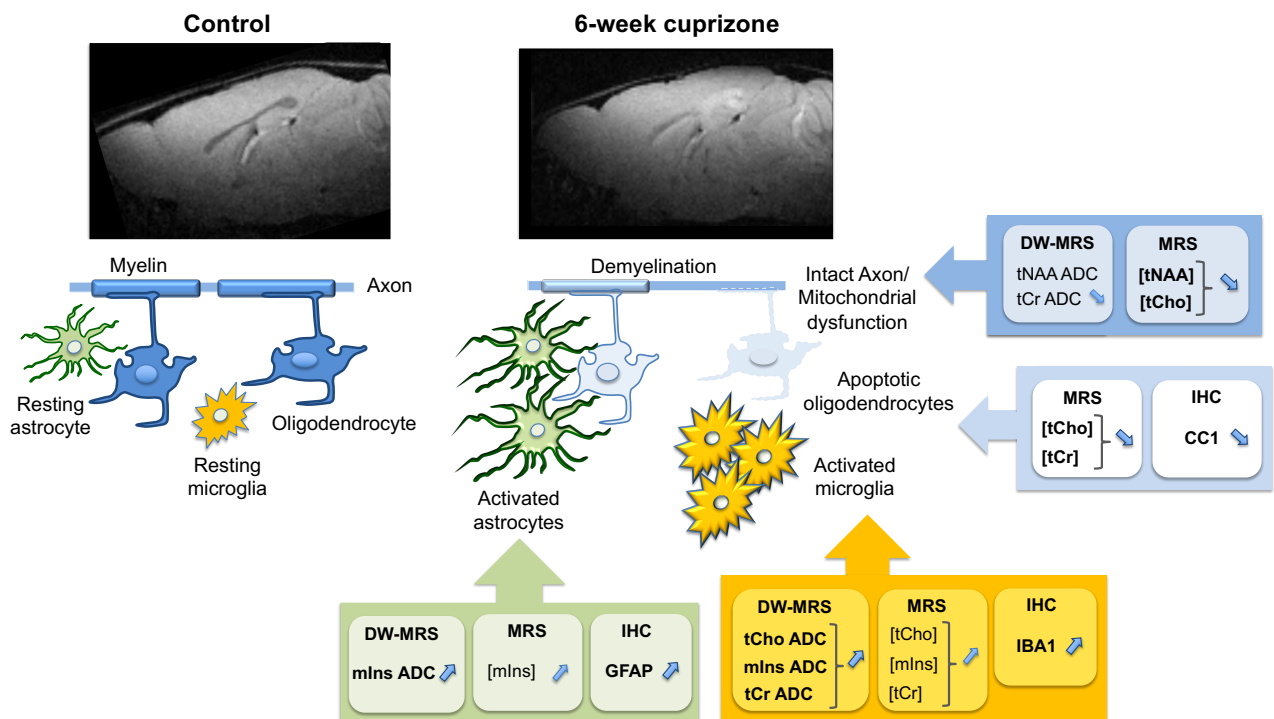 Control
6-week cuprizone
Myelin
Axon
Resting
astrocyte
Oligodendrocyte
Resting
microglia
Demyelination
Intact Axon/
Mitochondrial
dysfunction
Apoptotic
oligodendrocytes
Activated
microglia
Activated
astrocytes
DW-MRS
tNAA ADC
tCr ADC
MRS
[tNAA]
[tCho]
MRS
[tCho]
[tCr]
IHC
CC1
DW-MRS
mIns ADC
MRS
[mIns]
IHC
GFAP
DW-MRS
tCho ADC
mIns ADC
tCr ADC
MRS
[tCho]
[mIns]
[tCr]
IHC
IBA1